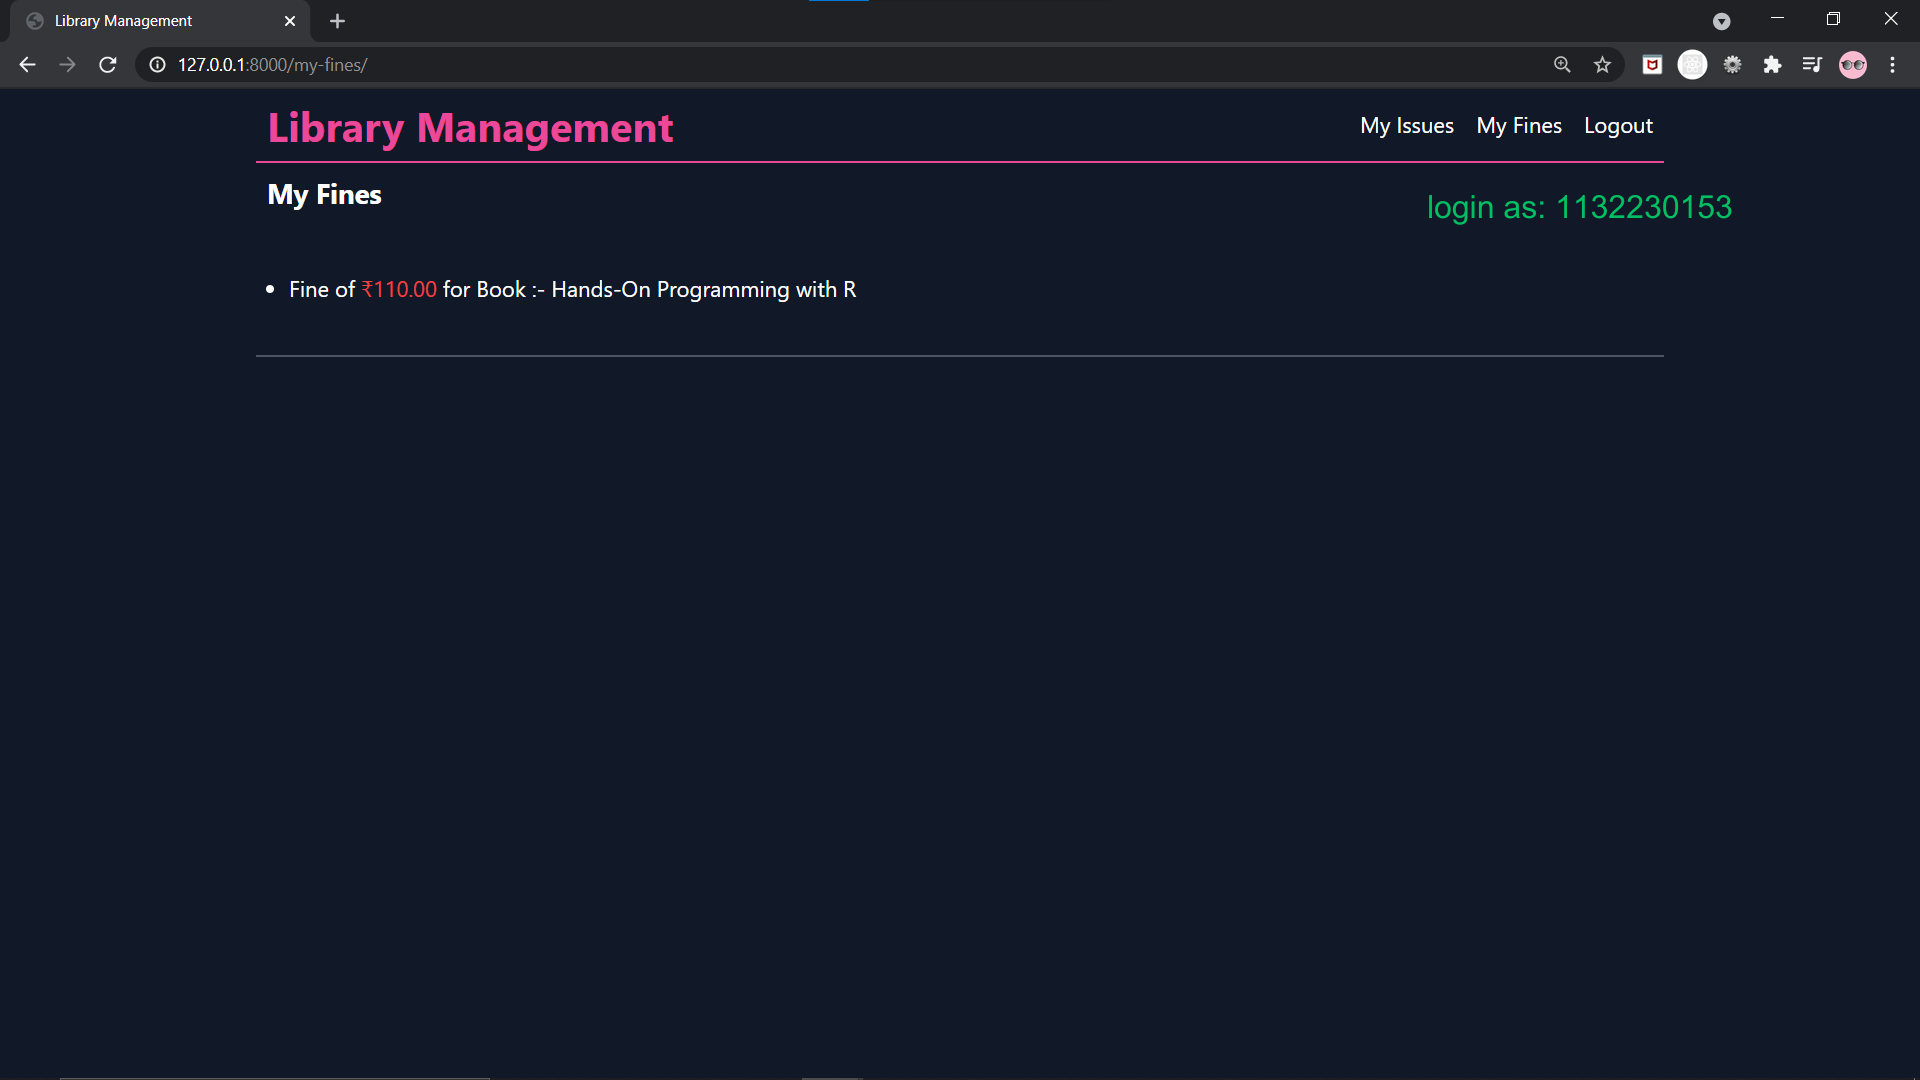 Library Management
127.0.0.1:8000/my-fines/
Library Management
My Issues My Fines Logout
My Fines
login as: 1132230153
Fine of ₹110.00 for Book :- Hands-On Programming with R